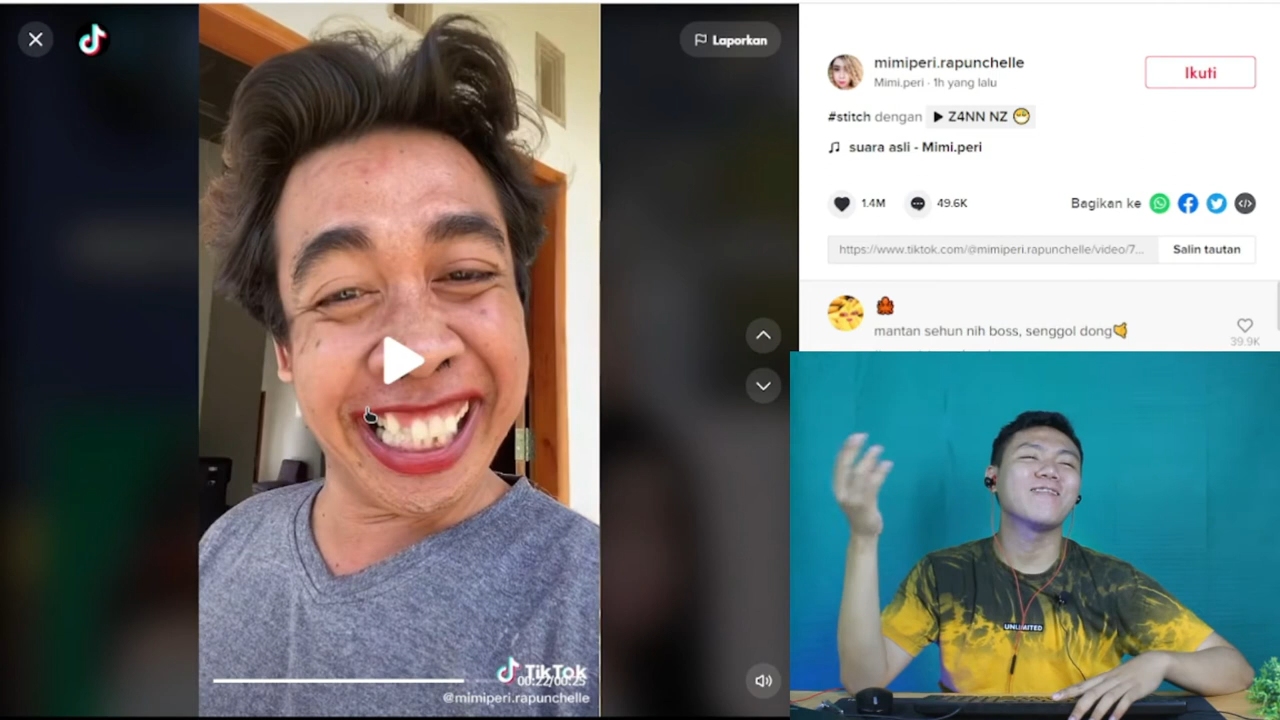 Laporkan
TikTok
00:22/00:25
@mimiperi.rapunchelle
mimiperi.rapunchelle
Mimi.peri · 1h yang lalu
Ikuti
#stitch dengan ▶ Z4NN NZ 😁
suara asli - Mimi.peri
1.4M
49.6K
Bagikan ke
https://www.tiktok.com/@mimiperi.rapunchelle/video/7...
Salin tautan
mantan sehun nih boss, senggol dong🤙
39.9K
UNLIMITED